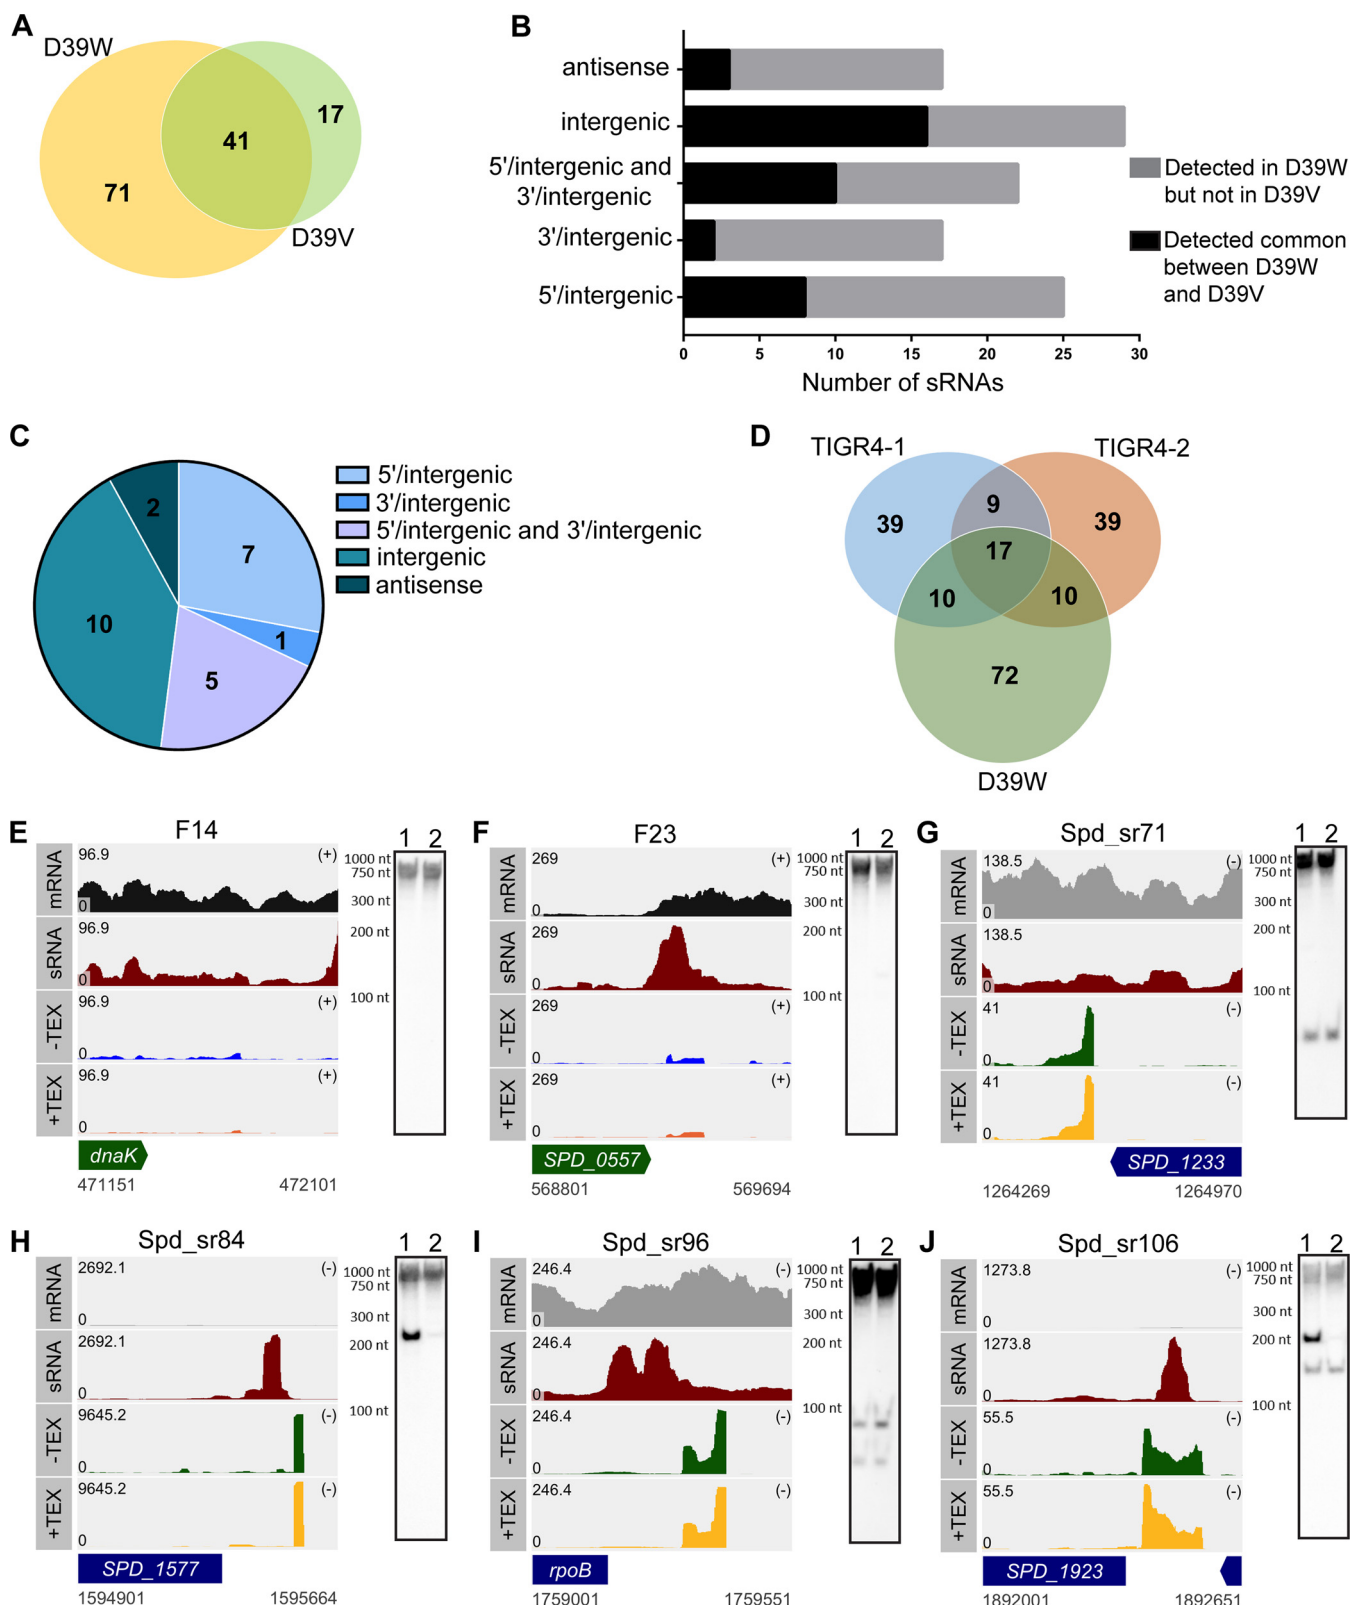 A
D39W
41
17
71
D39V
B
antisense
intergenic
5'/intergenic and
3'/intergenic
3'/intergenic
5'/intergenic
0 5 10 15 20 25 30
Number of sRNAs
Detected in D39W
but not in D39V
Detected common
between D39W
and D39V
C
2
7
10
1
5
5'/intergenic
3'/intergenic
5'/intergenic and 3'/intergenic
intergenic
antisense
D
TIGR4-1
TIGR4-2
9
39
39
17
10
10
72
D39W
E
F14
mRNA
96.9
(+)
0
sRNA
96.9
(+)
0
-TEX
96.9
(+)
0
+TEX
96.9
(+)
0
dnaK
471151
472101
1 2
1000 nt
750 nt
300 nt
200 nt
100 nt
F
F23
mRNA
269
(+)
0
sRNA
269
(+)
0
-TEX
269
(+)
0
+TEX
269
(+)
0
SPD_0557
568801
569694
1 2
1000 nt
750 nt
300 nt
200 nt
100 nt
G
Spd_sr71
mRNA
138.5
(-)
0
sRNA
138.5
(-)
0
-TEX
41
(-)
0
+TEX
41
(-)
0
SPD_1233
1264269
1264970
1 2
1000 nt
750 nt
300 nt
200 nt
100 nt
H
Spd_sr84
mRNA
2692.1
(-)
0
sRNA
2692.1
(-)
0
-TEX
9645.2
(-)
0
+TEX
9645.2
(-)
0
SPD_1577
1594901
1595664
1 2
1000 nt
750 nt
300 nt
200 nt
100 nt
I
Spd_sr96
mRNA
246.4
(-)
0
sRNA
246.4
(-)
0
-TEX
246.4
(-)
0
+TEX
246.4
(-)
0
rpoB
1759001
1759551
1 2
1000 nt
750 nt
300 nt
200 nt
100 nt
J
Spd_sr106
mRNA
1273.8
(-)
0
sRNA
1273.8
(-)
0
-TEX
55.5
(-)
0
+TEX
55.5
(-)
0
SPD_1923
1892001
1892651
1 2
1000 nt
750 nt
300 nt
200 nt
100 nt